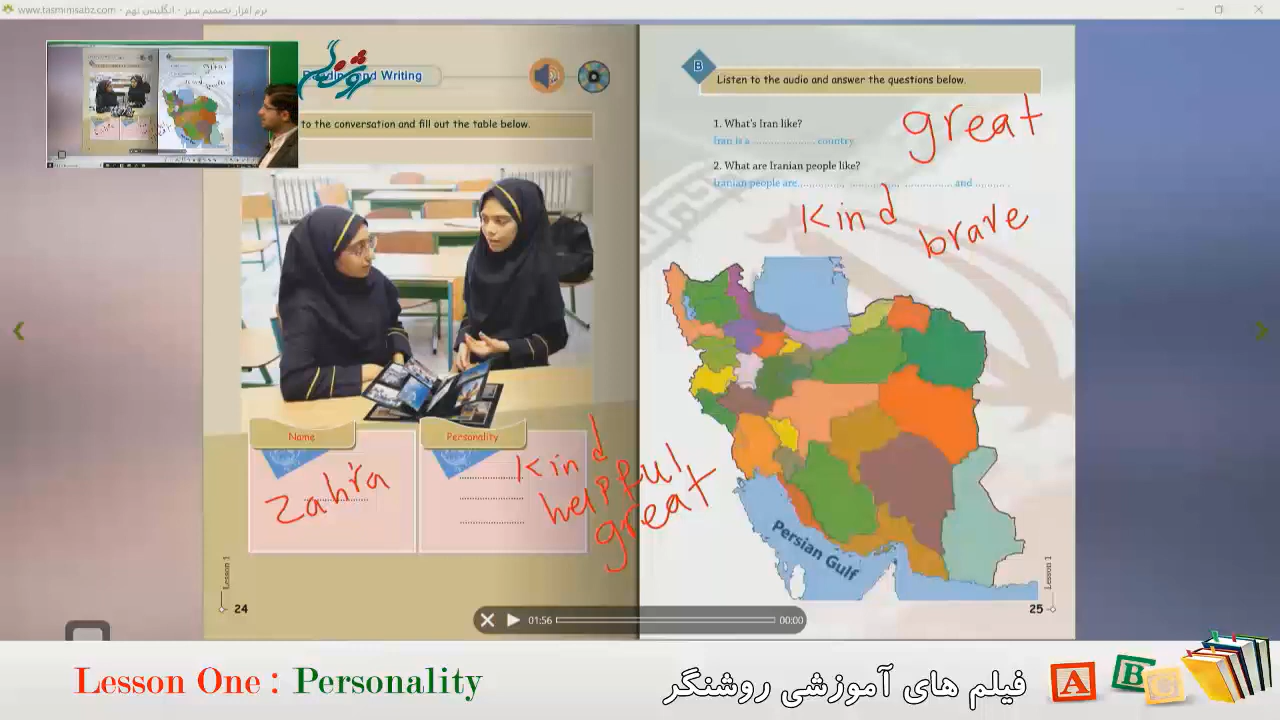 نرم افزار تصمیم سبز - انگلیسی نهم - www.tasmimsabz.com
and Writing
to the conversation and fill out the table below.
Name
Personality
Zahra
kind
helpful
great
Lesson 1
24
B
Listen to the audio and answer the questions below.
1. What's Iran like?
Iran is a .................... country
great
2. What are Iranian people like?
Iranian people are.............., .............. ............... and ..........
kind
brave
Persian Gulf
Lesson 1
25
01:56
00:00
Lesson One : Personality
فیلم های آموزشی روشنگر
A
B
C